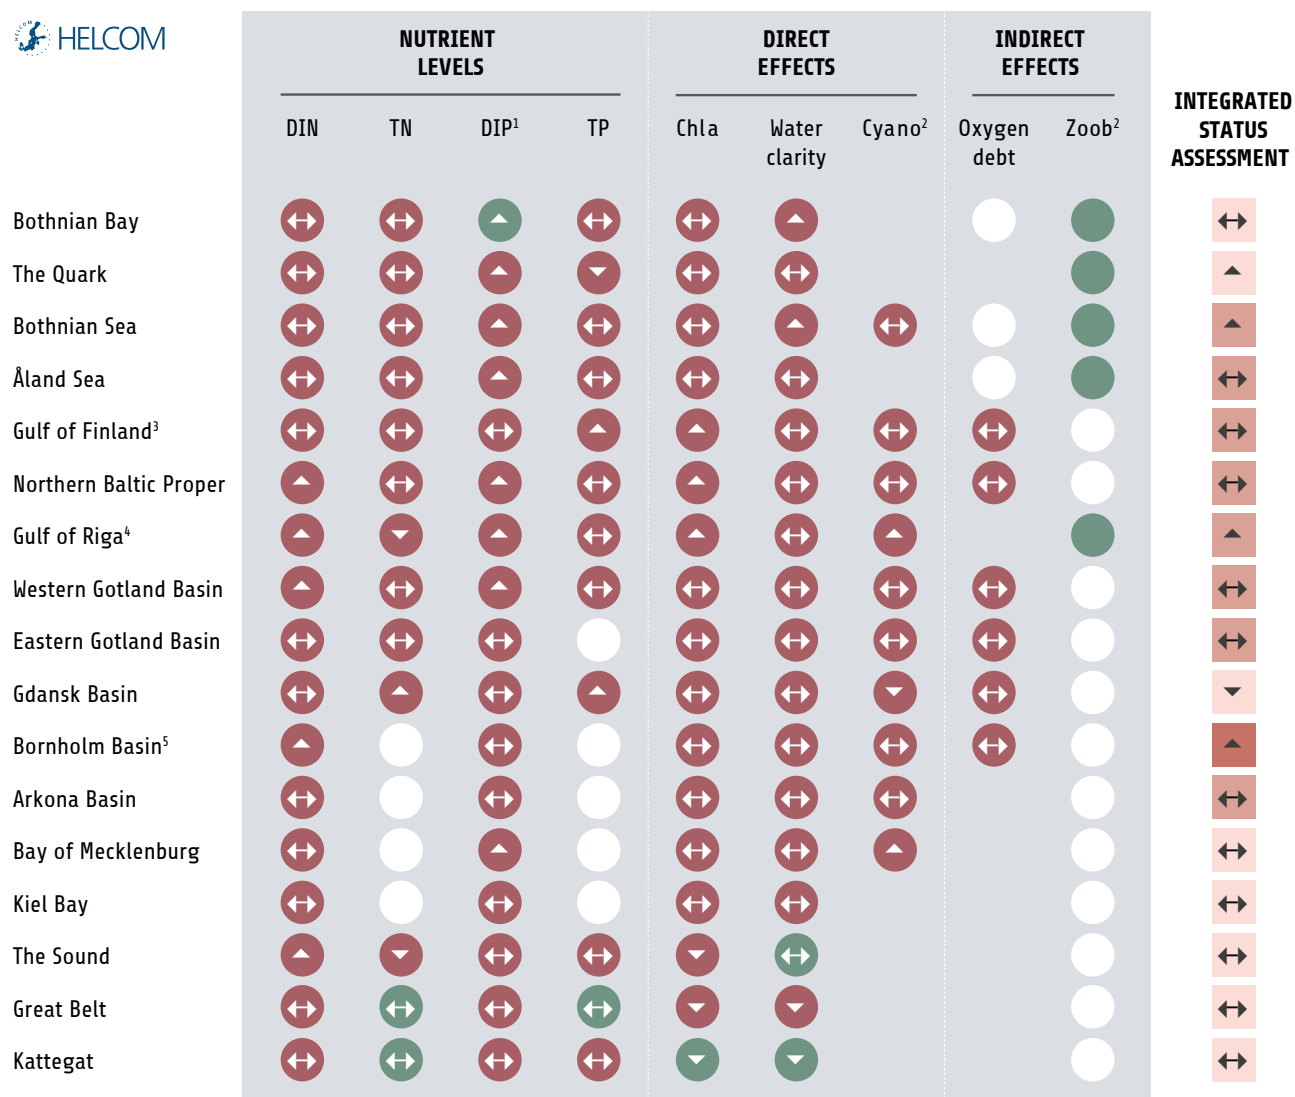 HELCOM
NUTRIENT
LEVELS
DIRECT
EFFECTS
INDIRECT
EFFECTS
INTEGRATED
STATUS
ASSESSMENT
DIN
TN
DIP¹
TP
Chla
Water
clarity
Cyano²
Oxygen
debt
Zoob²
Bothnian Bay
The Quark
Bothnian Sea
Åland Sea
Gulf of Finland³
Northern Baltic Proper
Gulf of Riga⁴
Western Gotland Basin
Eastern Gotland Basin
Gdansk Basin
Bornholm Basin⁵
Arkona Basin
Bay of Mecklenburg
Kiel Bay
The Sound
Great Belt
Kattegat